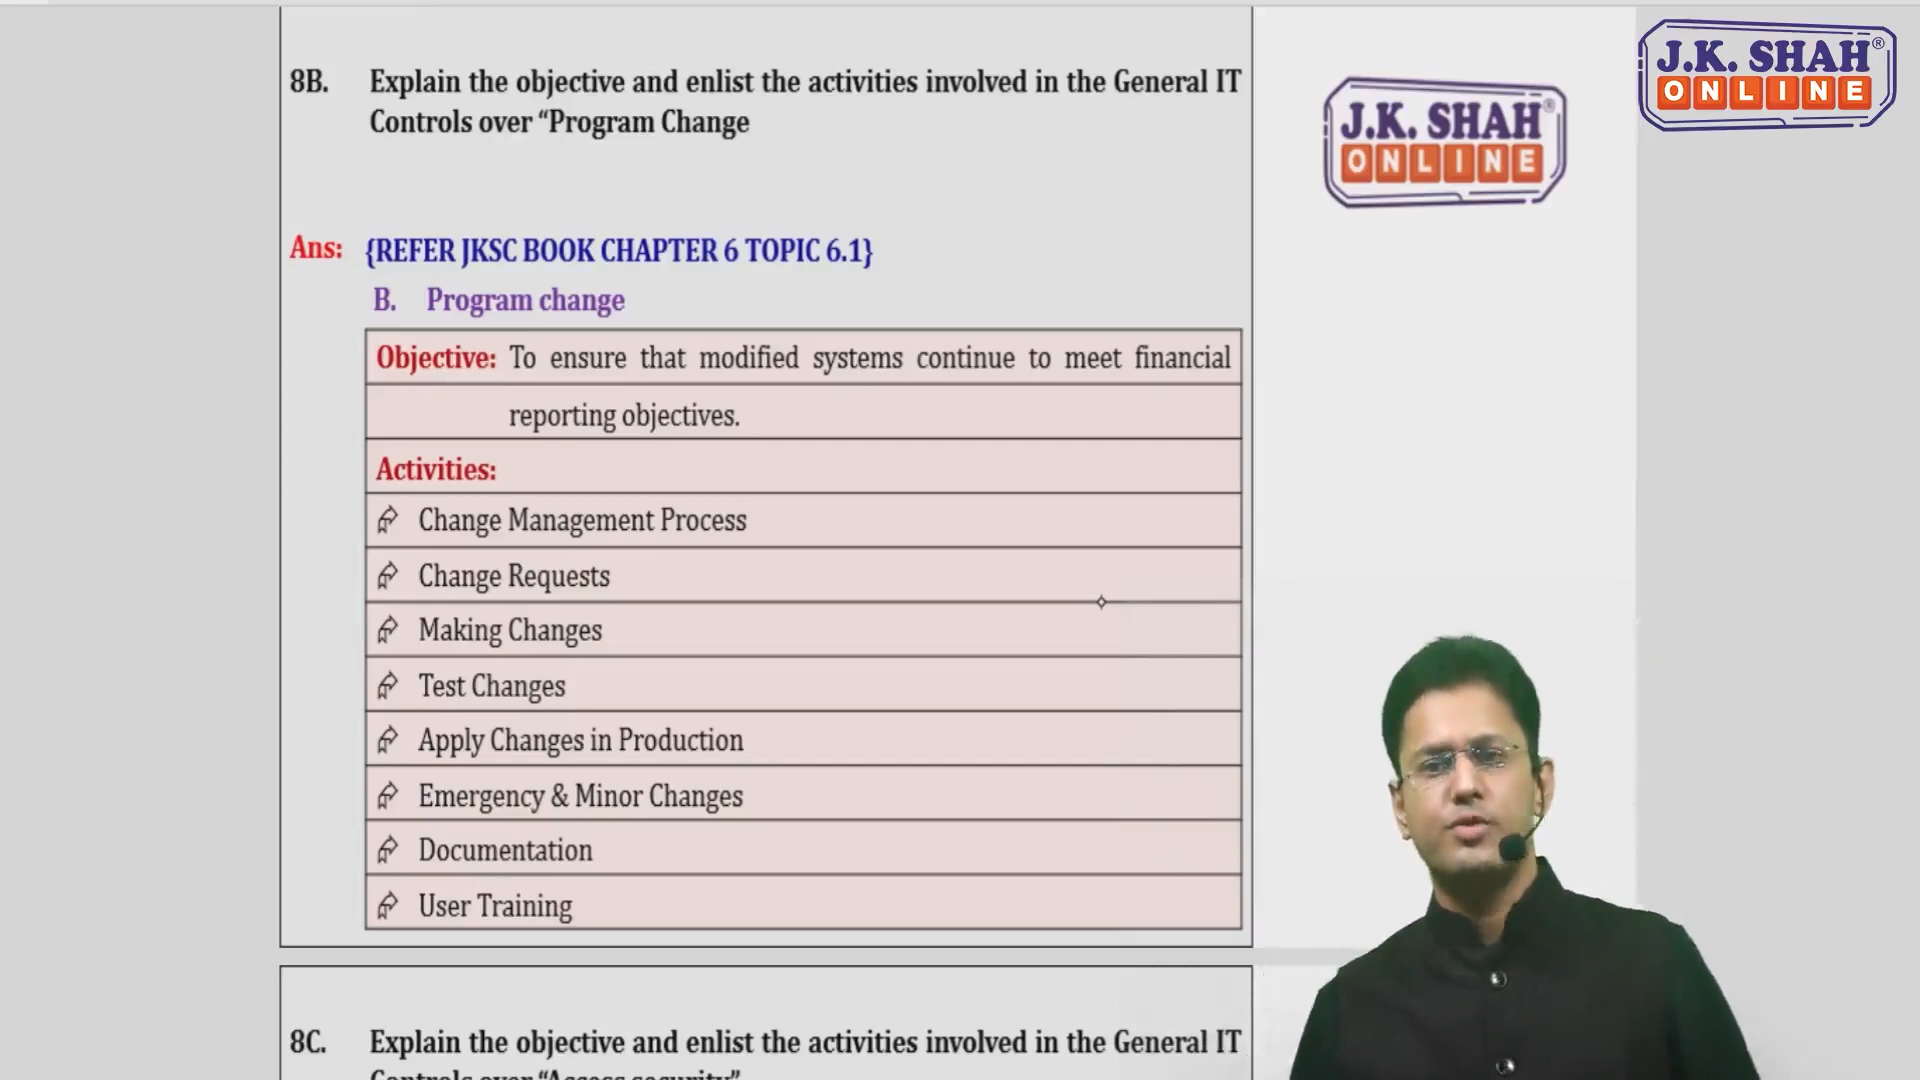 J.K. SHAH®
ONLINE
J.K. SHAH®
ONLINE
8B. Explain the objective and enlist the activities involved in the General IT
Controls over “Program Change
Ans: {REFER JKSC BOOK CHAPTER 6 TOPIC 6.1}
B. Program change
Objective: To ensure that modified systems continue to meet financial
reporting objectives.
Activities:
Change Management Process
Change Requests
Making Changes
Test Changes
Apply Changes in Production
Emergency & Minor Changes
Documentation
User Training
8C. Explain the objective and enlist the activities involved in the General IT
Controls over “Access security”